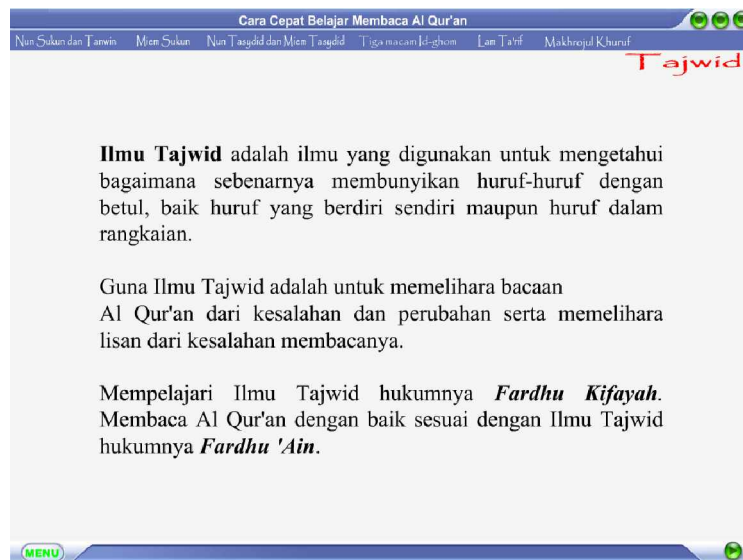 Cara Cepat Belajar Membaca Al Qur'an
Nun Sukun dan Tanwin Miem Sukun Nun Tasydid dan Miem Tasydid Tiga macam Id-ghom Lam Ta'rif Makhrojul Khuruf
Tajwid
Ilmu Tajwid adalah ilmu yang digunakan untuk mengetahui
bagaimana sebenarnya membunyikan huruf-huruf dengan
betul, baik huruf yang berdiri sendiri maupun huruf dalam
rangkaian.
Guna Ilmu Tajwid adalah untuk memelihara bacaan
Al Qur'an dari kesalahan dan perubahan serta memelihara
lisan dari kesalahan membacanya.
Mempelajari Ilmu Tajwid hukumnya Fardhu Kifayah.
Membaca Al Qur'an dengan baik sesuai dengan Ilmu Tajwid
hukumnya Fardhu 'Ain.
MENU